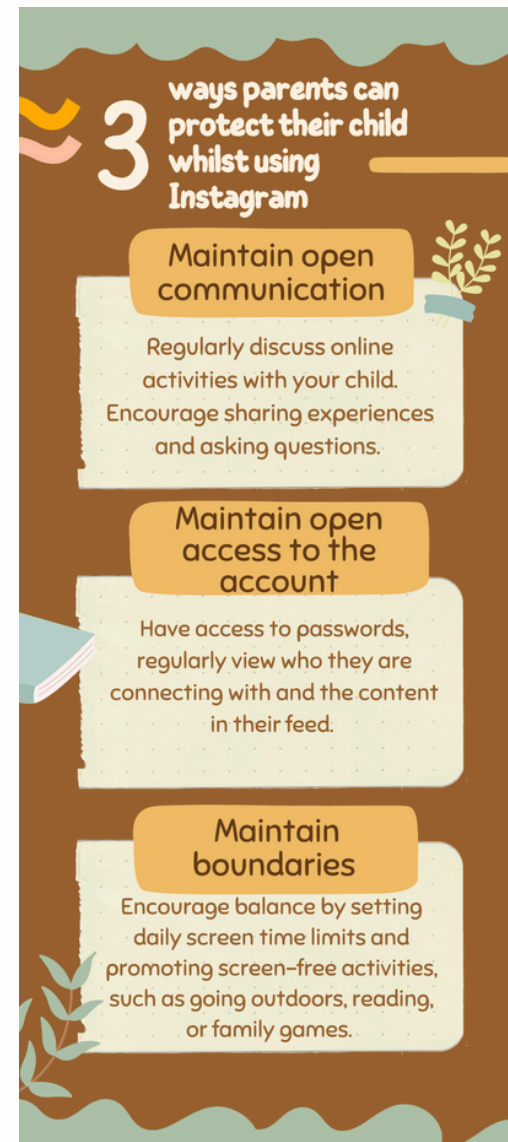 3
ways parents can
protect their child
whilst using
Instagram
Maintain open
communication
Regularly discuss online
activities with your child.
Encourage sharing experiences
and asking questions.
Maintain open
access to the
account
Have access to passwords,
regularly view who they are
connecting with and the content
in their feed.
Maintain
boundaries
Encourage balance by setting
daily screen time limits and
promoting screen-free activities,
such as going outdoors, reading,
or family games.